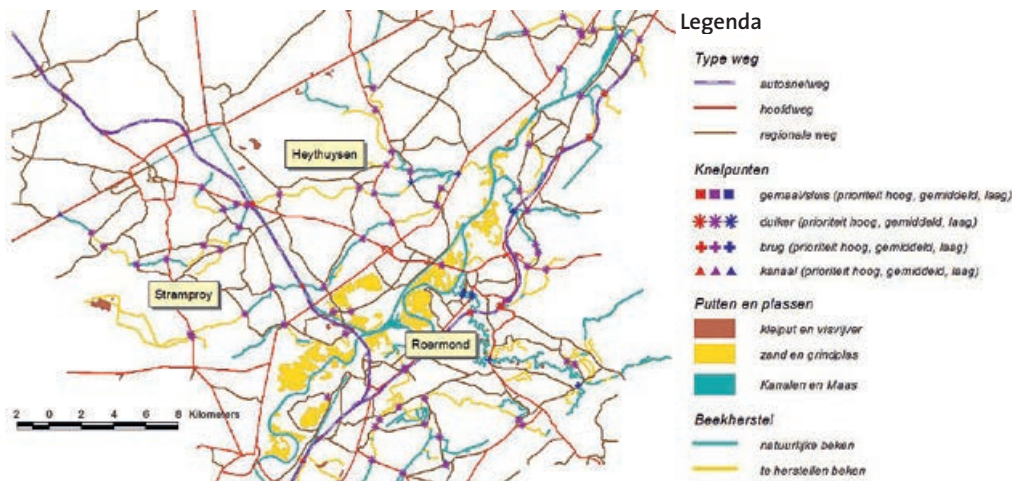 Legenda
Type weg
autosnelweg
hoofdweg
regionale weg
Knelpunten
gemaal/sluis (prioriteit hoog, gemiddeld, laag)
duiker (prioriteit hoog, gemiddeld, laag)
brug (prioriteit hoog, gemiddeld, laag)
kanaal (prioriteit hoog, gemiddeld, laag)
Putten en plassen
kleiput en visvijver
zand en grindplas
Kanalen en Maas
Beekherstel
natuurlijke beken
te herstellen beken
Heythuysen
Stramproy
Roermond
2 0 2 4 6 8 Kilometers